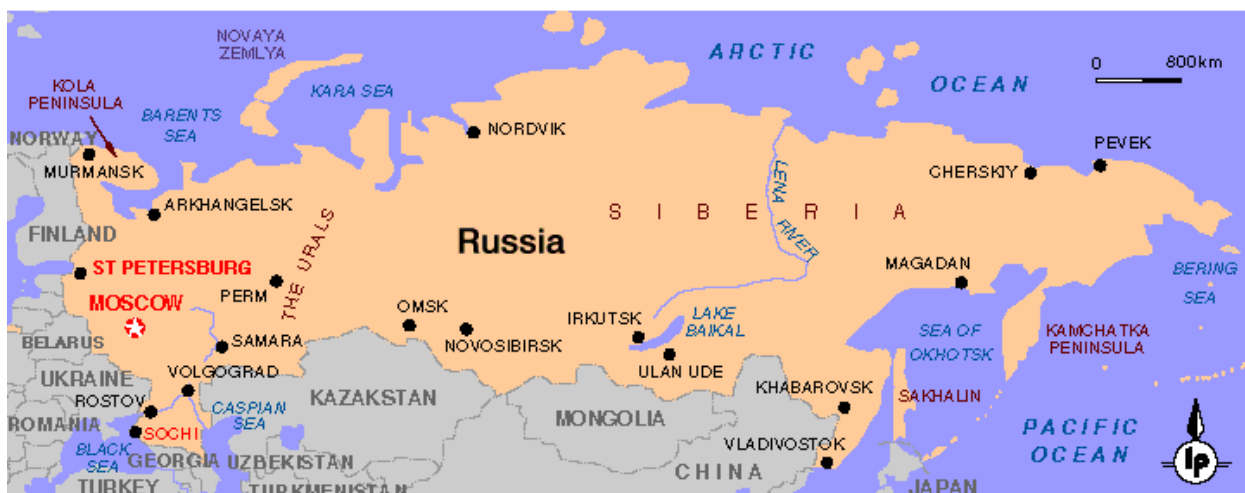 NOVAYA
ZEMLYA
ARCTIC
OCEAN
0 800km
KOLA
PENINSULA
KARA SEA
BARENTS
SEA
NORWAY
MURMANSK
NORDVIK
PEVEK
CHERSKIY
LENA
RIVER
ARKHANGELSK
SIBERIA
FINLAND
Russia
THE URALS
ST PETERSBURG
MOSCOW
PERM
MAGADAN
BERING
SEA
OMSK
NOVOSIBIRSK
IRKUTSK
LAKE
BAIKAL
ULAN UDE
SEA OF
OKHOTSK
KAMCHATKA
PENINSULA
BELARUS
SAMARA
UKRAINE
VOLGOGRAD
KAZAKSTAN
KHABAROVSK
SAKHALIN
ROSTOV
CASPIAN
SEA
MONGOLIA
ROMANIA
SOCHI
VLADIVOSTOK
PACIFIC
OCEAN
BLACK
SEA
GEORGIA
UZBEKISTAN
CHINA
lp
TURKEY
TURKMENISTAN
JAPAN